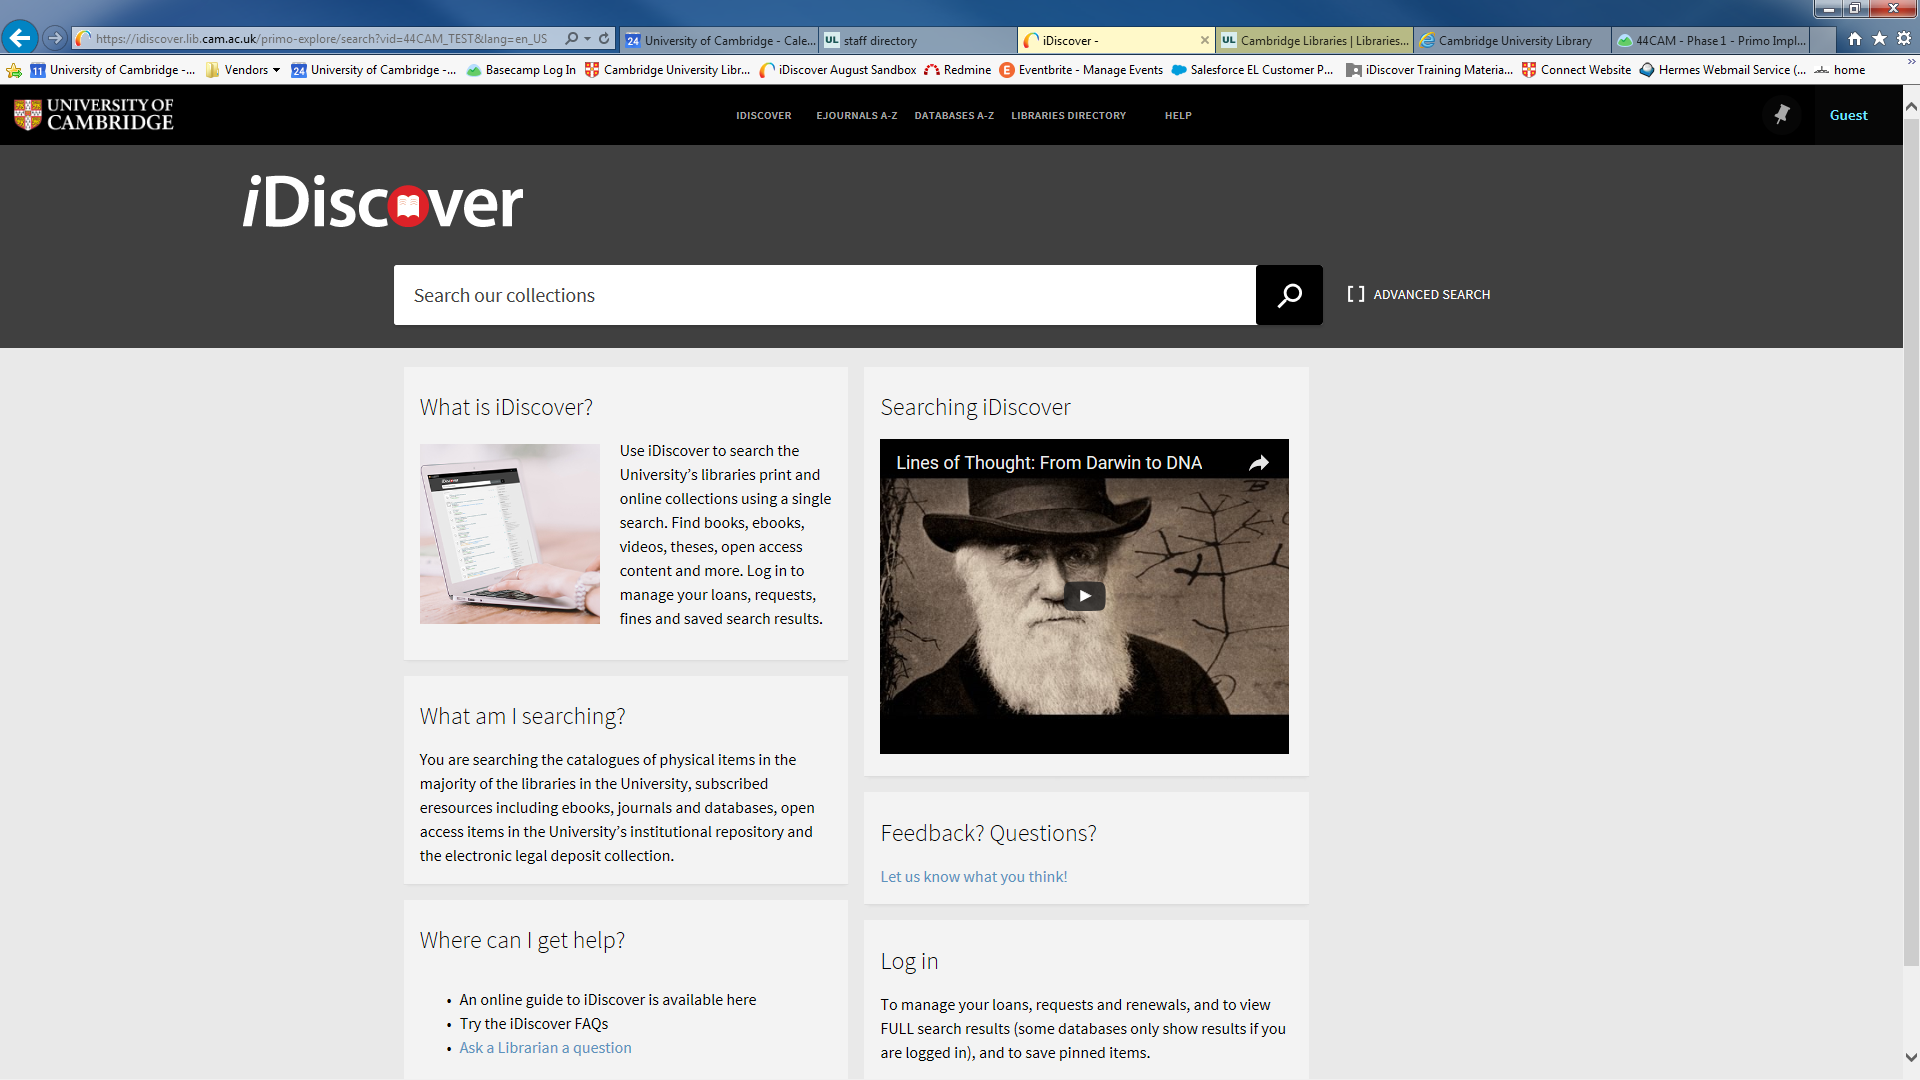 https://idiscover.lib.cam.ac.uk/primo-explore/search?vid=44CAM_TEST&lang=en_US
24 University of Cambridge - Cale...
UL staff directory
iDiscover -
UL Cambridge Libraries | Libraries...
Cambridge University Library
44CAM - Phase 1 - Primo Impl...
11 University of Cambridge -...
Vendors
24 University of Cambridge -...
Basecamp Log In
Cambridge University Libr...
iDiscover August Sandbox
Redmine
Eventbrite - Manage Events
Salesforce EL Customer P...
iDiscover Training Materia...
Connect Website
Hermes Webmail Service (...
home
UNIVERSITY OF
CAMBRIDGE
IDISCOVER
EJOURNALS A-Z
DATABASES A-Z
LIBRARIES DIRECTORY
HELP
Guest
iDiscover
Search our collections
[ ] ADVANCED SEARCH
What is iDiscover?
Use iDiscover to search the
University’s libraries print and
online collections using a single
search. Find books, ebooks,
videos, theses, open access
content and more. Log in to
manage your loans, requests,
fines and saved search results.
What am I searching?
You are searching the catalogues of physical items in the
majority of the libraries in the University, subscribed
eresources including ebooks, journals and databases, open
access items in the University’s institutional repository and
the electronic legal deposit collection.
Where can I get help?
• An online guide to iDiscover is available here
• Try the iDiscover FAQs
• Ask a Librarian a question
Searching iDiscover
Lines of Thought: From Darwin to DNA
Feedback? Questions?
Let us know what you think!
Log in
To manage your loans, requests and renewals, and to view
FULL search results (some databases only show results if you
are logged in), and to save pinned items.